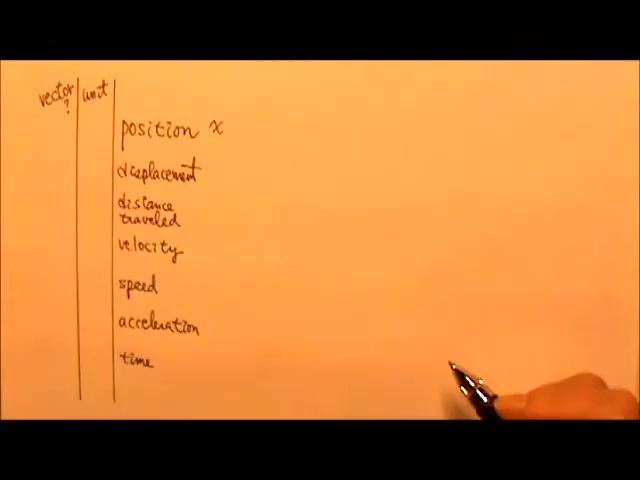 vector ?
unit
position x
displacement
distance
traveled
velocity
speed
acceleration
time